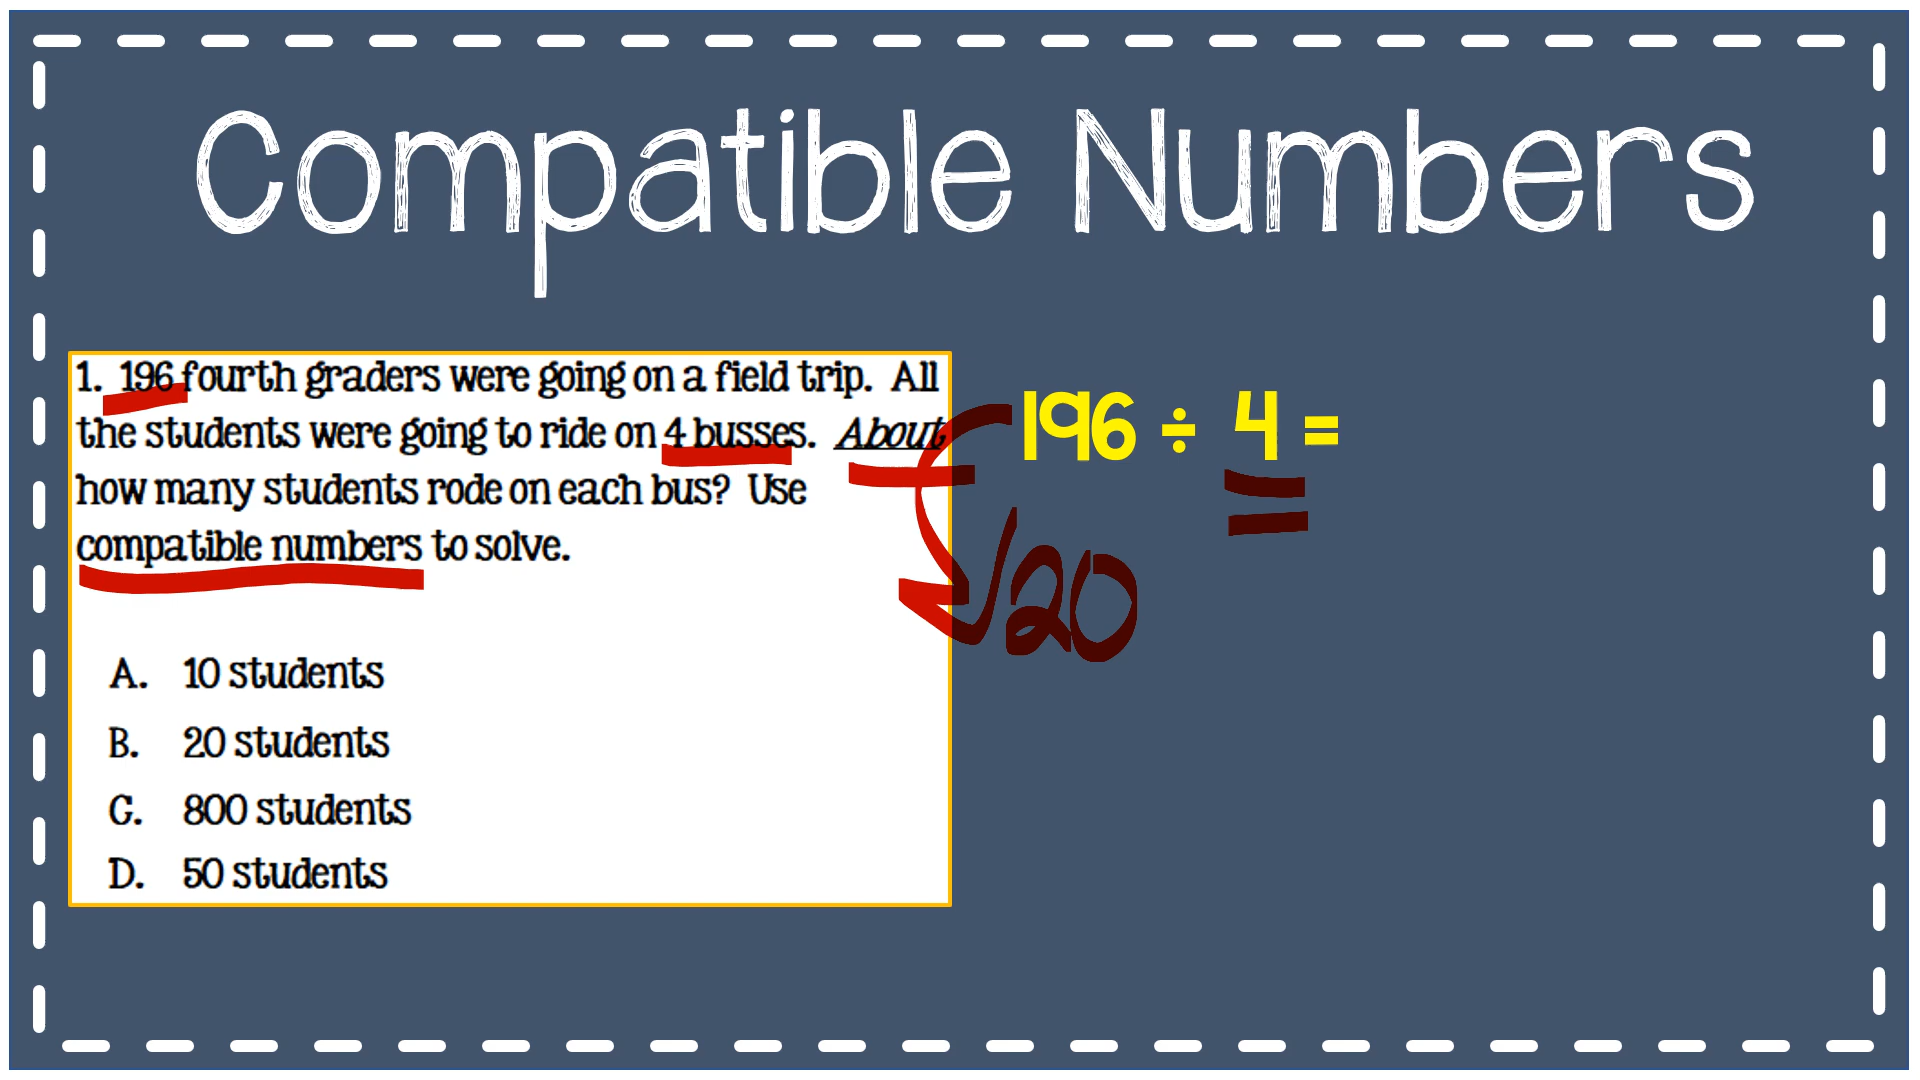 Compatible Numbers
1. 196 fourth graders were going on a field trip. All
the students were going to ride on 4 busses. About
how many students rode on each bus? Use
compatible numbers to solve.
A. 10 students
B. 20 students
C. 800 students
D. 50 students
196 ÷ 4 =
20